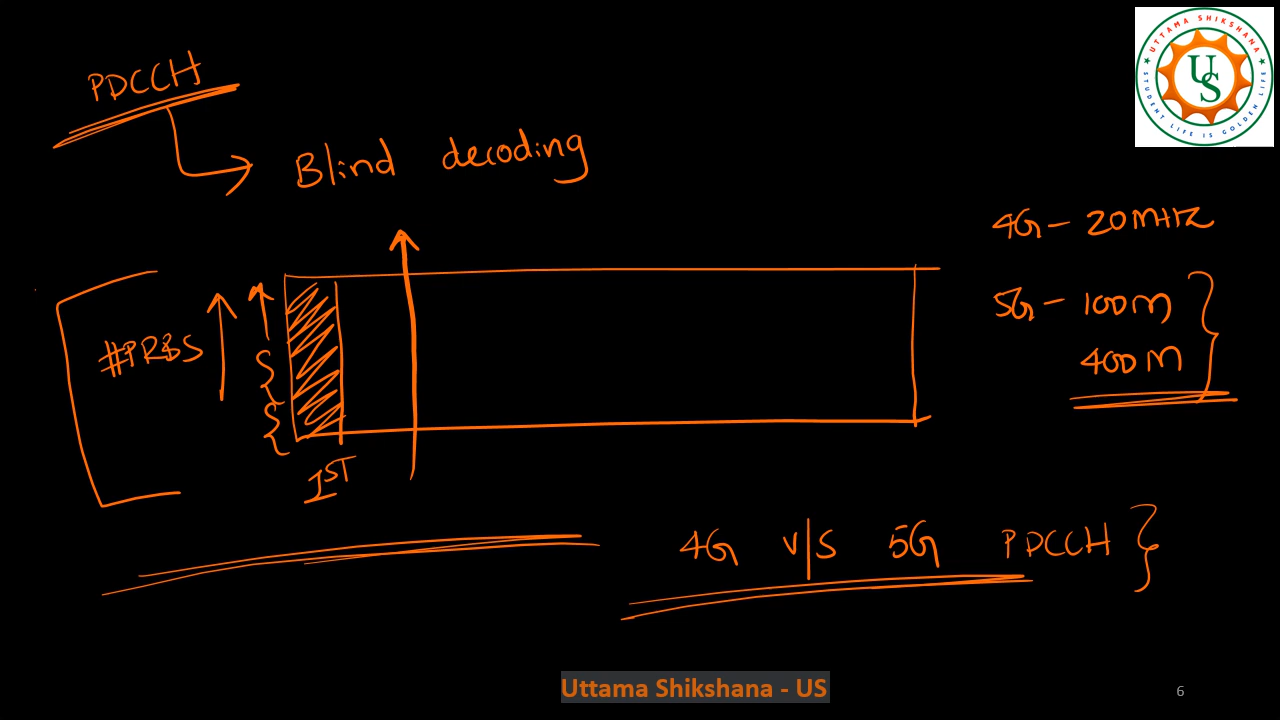 PDCCH
Blind decoding
4G - 20MHZ
5G - 100M
400M
#PRBS
1ST
4G V/S 5G PDCCH
UTTAMA SHIKSHANA
US
STUDENT LIFE IS GOLDEN LIFE
Uttama Shikshana - US
6